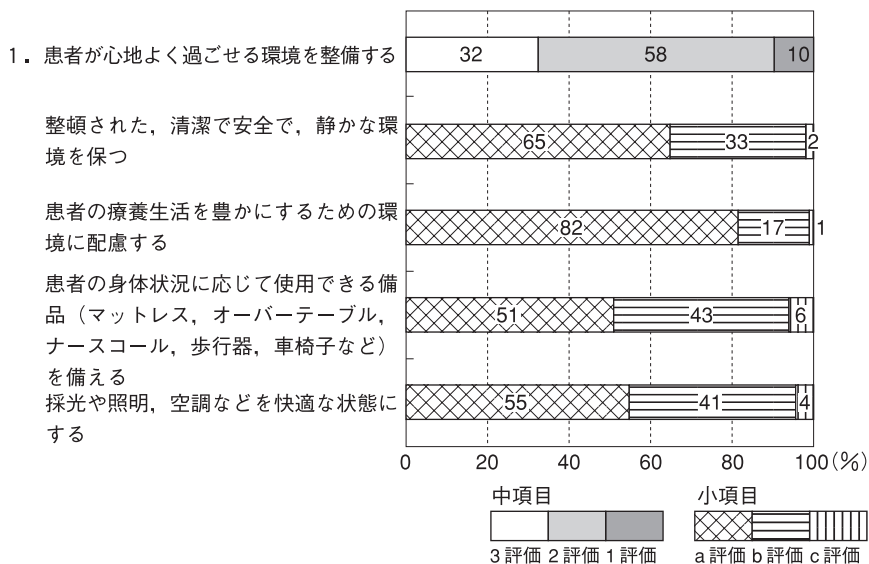 1．患者が心地よく過ごせる環境を整備する
32 58 10
整頓された，清潔で安全で，静かな環
境を保つ
65 33 2
患者の療養生活を豊かにするための環
境に配慮する
82 17 1
患者の身体状況に応じて使用できる備
品（マットレス，オーバーテーブル，
ナースコール，歩行器，車椅子など）
を備える
51 43 6
採光や照明，空調などを快適な状態に
する
55 41 4
0 20 40 60 80 100(％)
中項目 小項目
3評価 2評価 1評価 a評価 b評価 c評価